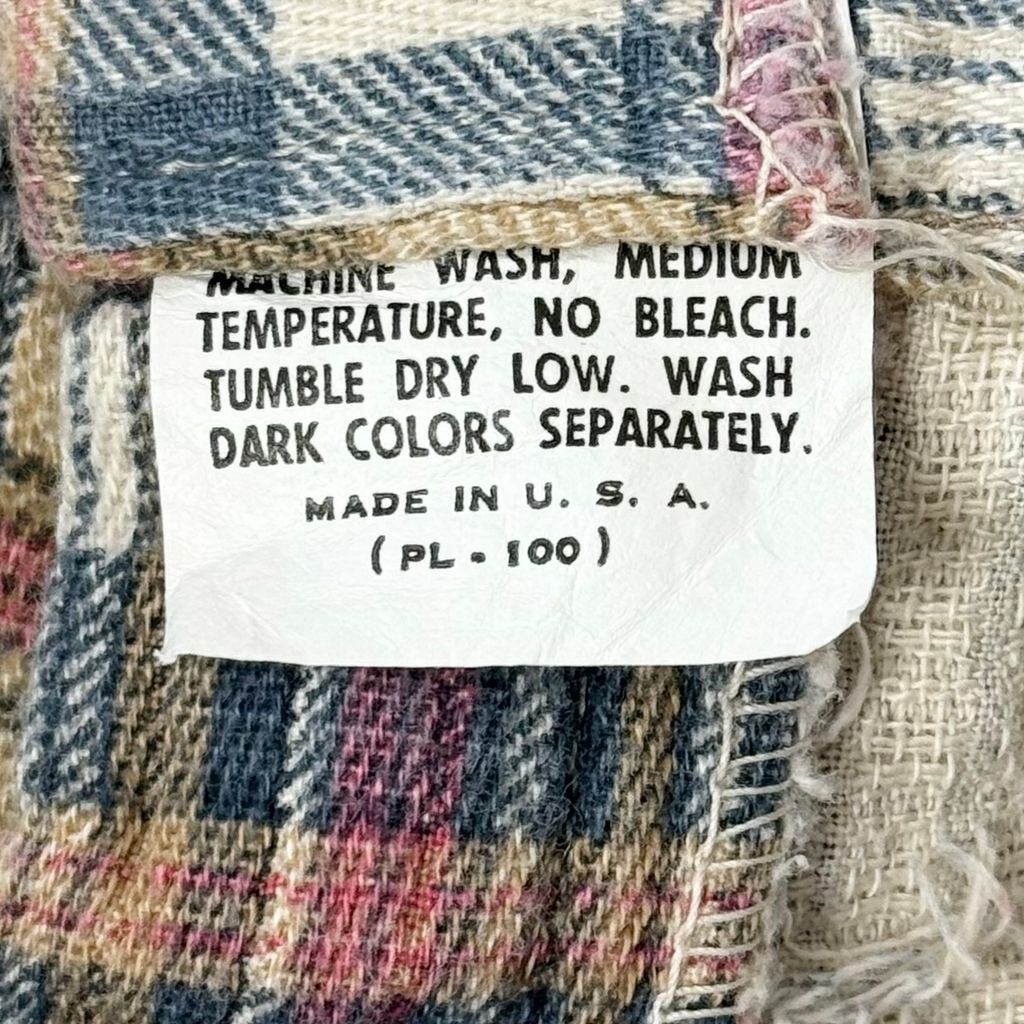 MACHINE WASH, MEDIUM
TEMPERATURE, NO BLEACH.
TUMBLE DRY LOW. WASH
DARK COLORS SEPARATELY.
MADE IN U. S. A.
( PL - 100 )